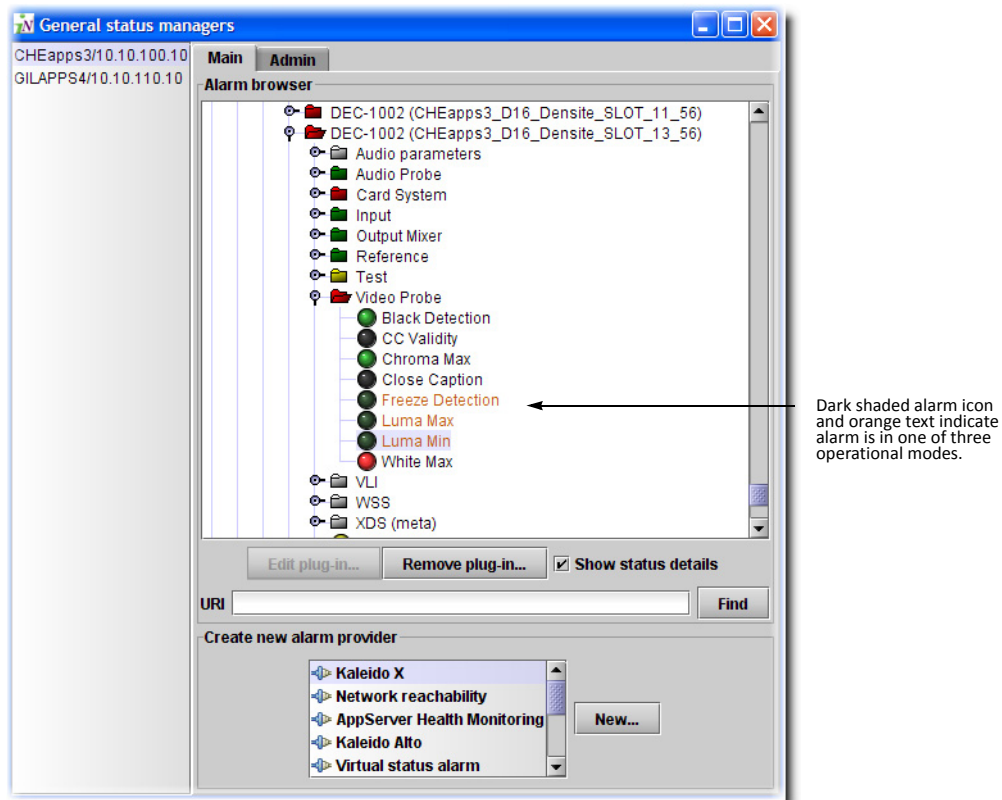 General status managers
CHEapps3/10.10.100.10
GILAPPS4/10.10.110.10
Main Admin
Alarm browser
DEC-1002 (CHEapps3_D16_Densite_SLOT_11_56)
DEC-1002 (CHEapps3_D16_Densite_SLOT_13_56)
Audio parameters
Audio Probe
Card System
Input
Output Mixer
Reference
Test
Video Probe
Black Detection
CC Validity
Chroma Max
Close Caption
Freeze Detection
Luma Max
Luma Min
White Max
VLI
WSS
XDS (meta)
Edit plug-in... Remove plug-in... Show status details
URI Find
Create new alarm provider
Kaleido X
Network reachability
AppServer Health Monitoring
Kaleido Alto
Virtual status alarm
New...
Dark shaded alarm icon
and orange text indicate
alarm is in one of three
operational modes.